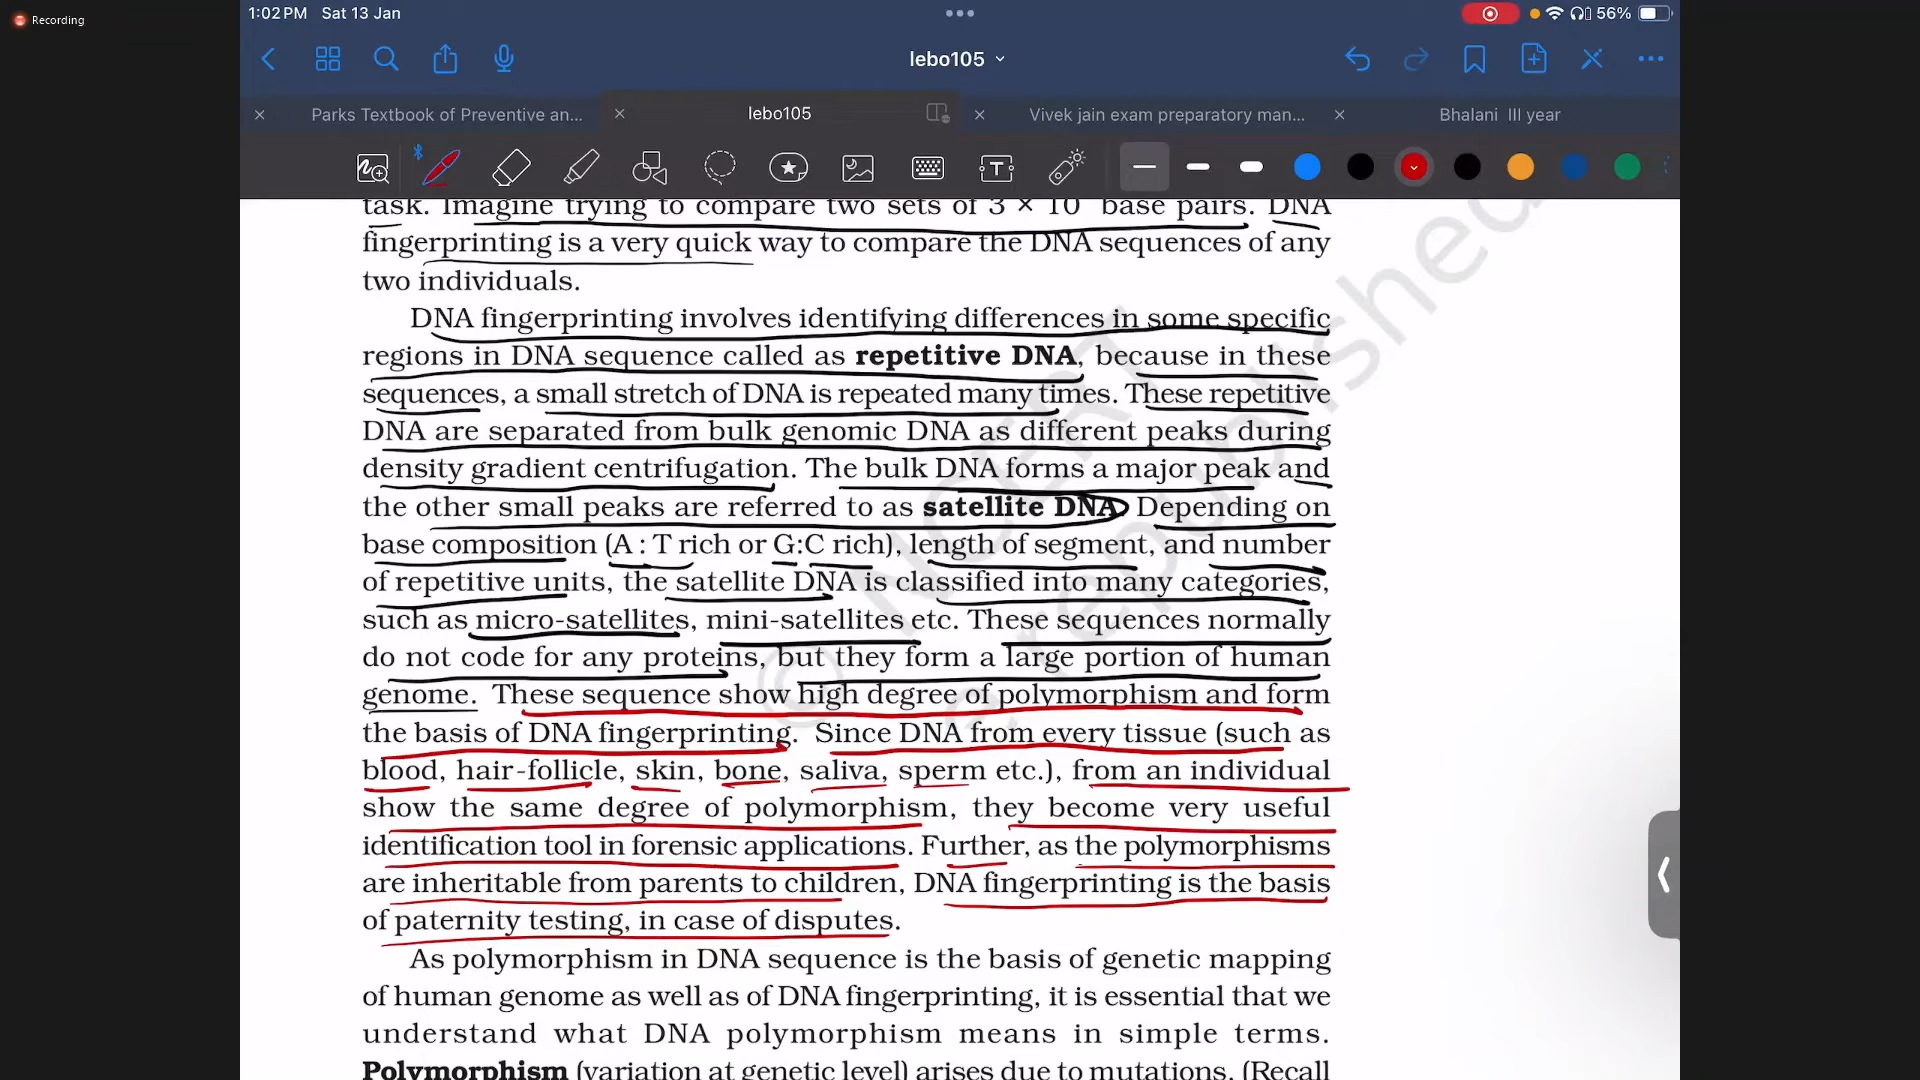 Recording
1:02 PM Sat 13 Jan
56%
lebo105
Parks Textbook of Preventive an...
lebo105
Vivek jain exam preparatory man...
Bhalani III year
task. Imagine trying to compare two sets of 3 × 10 base pairs. DNA
fingerprinting is a very quick way to compare the DNA sequences of any
two individuals.
DNA fingerprinting involves identifying differences in some specific
regions in DNA sequence called as repetitive DNA, because in these
sequences, a small stretch of DNA is repeated many times. These repetitive
DNA are separated from bulk genomic DNA as different peaks during
density gradient centrifugation. The bulk DNA forms a major peak and
the other small peaks are referred to as satellite DNA. Depending on
base composition (A : T rich or G:C rich), length of segment, and number
of repetitive units, the satellite DNA is classified into many categories,
such as micro-satellites, mini-satellites etc. These sequences normally
do not code for any proteins, but they form a large portion of human
genome. These sequence show high degree of polymorphism and form
the basis of DNA fingerprinting. Since DNA from every tissue (such as
blood, hair-follicle, skin, bone, saliva, sperm etc.), from an individual
show the same degree of polymorphism, they become very useful
identification tool in forensic applications. Further, as the polymorphisms
are inheritable from parents to children, DNA fingerprinting is the basis
of paternity testing, in case of disputes.
As polymorphism in DNA sequence is the basis of genetic mapping
of human genome as well as of DNA fingerprinting, it is essential that we
understand what DNA polymorphism means in simple terms.
Polymorphism (variation at genetic level) arises due to mutations. (Recall
© NCERT
e republished